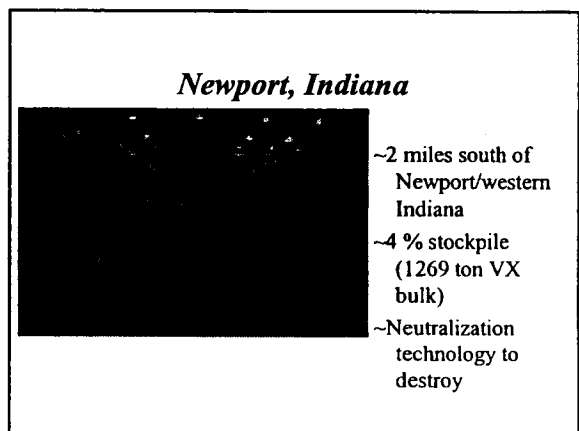 Newport, Indiana
~2 miles south of
Newport/western
Indiana
~4 % stockpile
(1269 ton VX
bulk)
~Neutralization
technology to
destroy